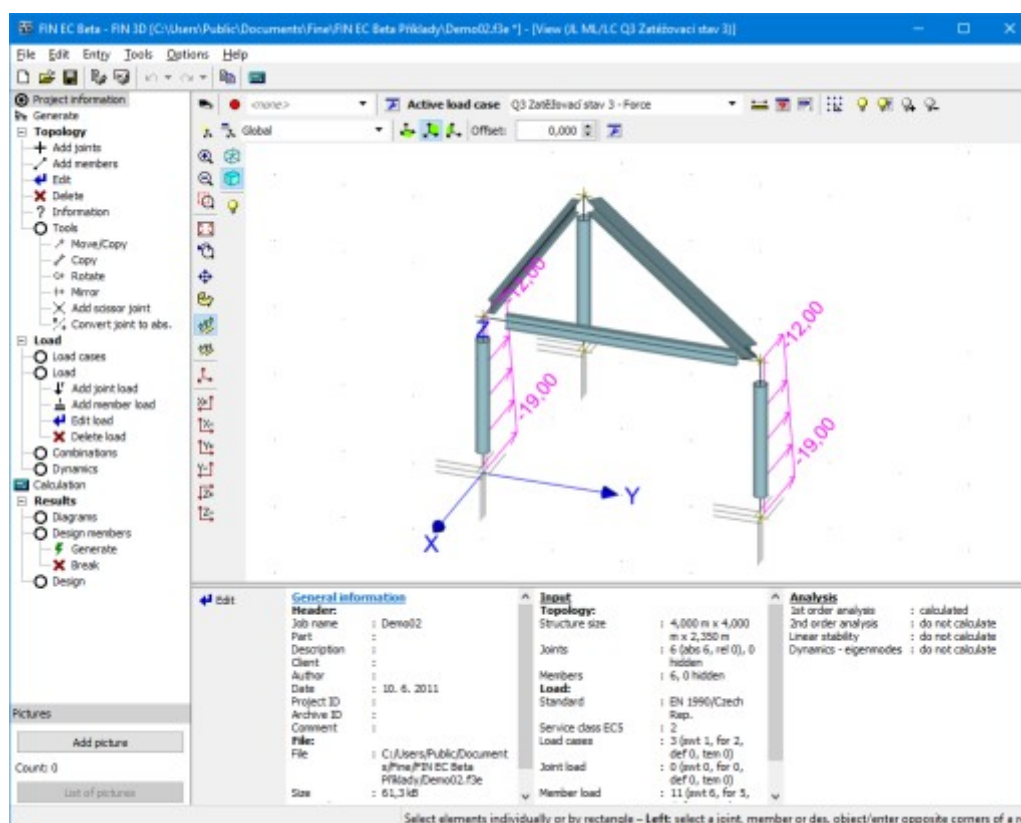 FIN EC Beta - FIN 3D [C:\Users\Public\Documents\Fine\FIN EC Beta Příklady\Demo02.f3e *] - [View (JL ML/LC Q3 Zatěžovací stav 3)]
File Edit Entry Tools Options Help
Project information
Generate
Topology
Add joints
Add members
Edit
Delete
Information
Tools
Move/Copy
Copy
Rotate
Mirror
Add scissor joint
Convert joint to abs.
Load
Load cases
Load
Add joint load
Add member load
Edit load
Delete load
Combinations
Dynamics
Calculation
Results
Diagrams
Design members
Generate
Break
Design
Pictures
Add picture
Count: 0
List of pictures
<none> Active load case Q3 Zatěžovací stav 3 - Force
Global Offset: 0,000
-12,00
-12,00
Z
-19,00
-19,00
Y
X
Edit
General information
Header:
Job name : Demo02
Part :
Description :
Client :
Author :
Date : 10. 6. 2011
Project ID :
Archive ID :
Comment :
File:
File : C:/Users/Public/Document
s/Fine/FIN EC Beta
Příklady/Demo02.f3e
Size : 61,3 kB
Input
Topology:
Structure size : 4,000 m x 4,000
m x 2,350 m
Joints : 6 (abs 6, rel 0), 0
hidden
Members : 6, 0 hidden
Load:
Standard : EN 1990/Czech
Rep.
Service class EC5 : 2
Load cases : 3 (swt 1, for 2,
def 0, tem 0)
Joint load : 0 (swt 0, for 0,
def 0, tem 0)
Member load : 11 (swt 6, for 5,
Analysis
1st order analysis : calculated
2nd order analysis : do not calculate
Linear stability : do not calculate
Dynamics - eigenmodes : do not calculate
Select elements individually or by rectangle – Left: select a joint, member or des. object/enter opposite corners of a